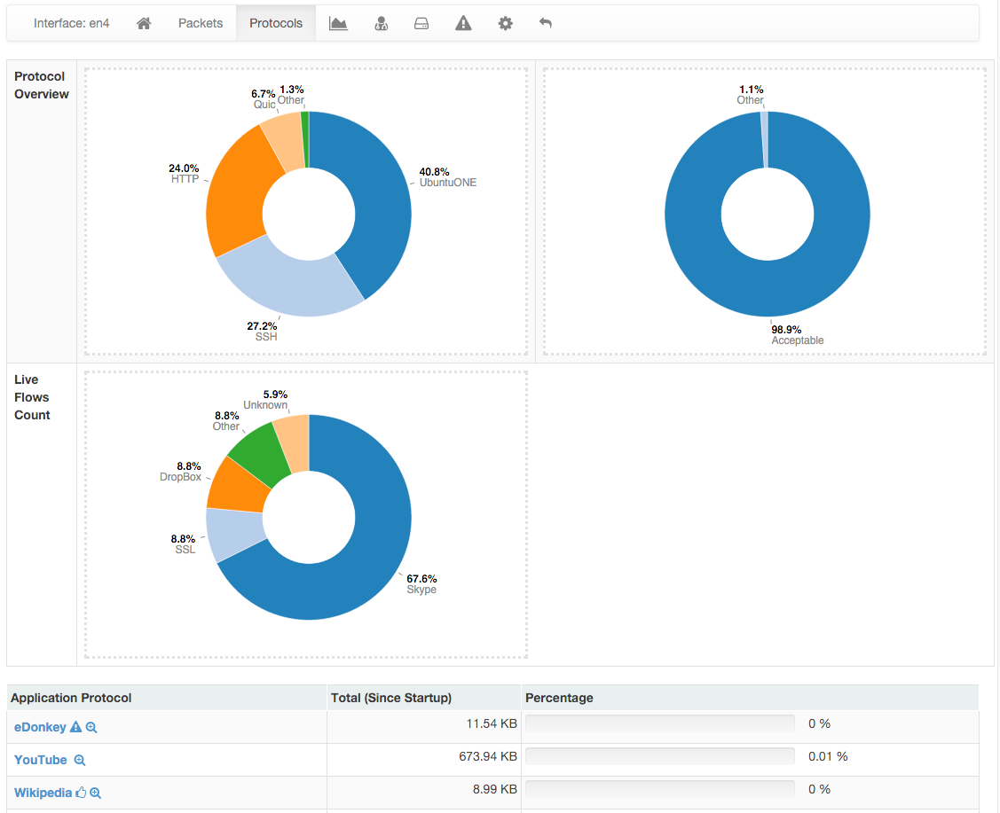 Interface: en4 Packets Protocols
Protocol
Overview
6.7%
Quic
1.3%
Other
24.0%
HTTP
40.8%
UbuntuONE
27.2%
SSH
1.1%
Other
98.9%
Acceptable
Live
Flows
Count
5.9%
Unknown
8.8%
Other
8.8%
DropBox
8.8%
SSL
67.6%
Skype
Application Protocol Total (Since Startup) Percentage
eDonkey 11.54 KB 0 %
YouTube 673.94 KB 0.01 %
Wikipedia 8.99 KB 0 %